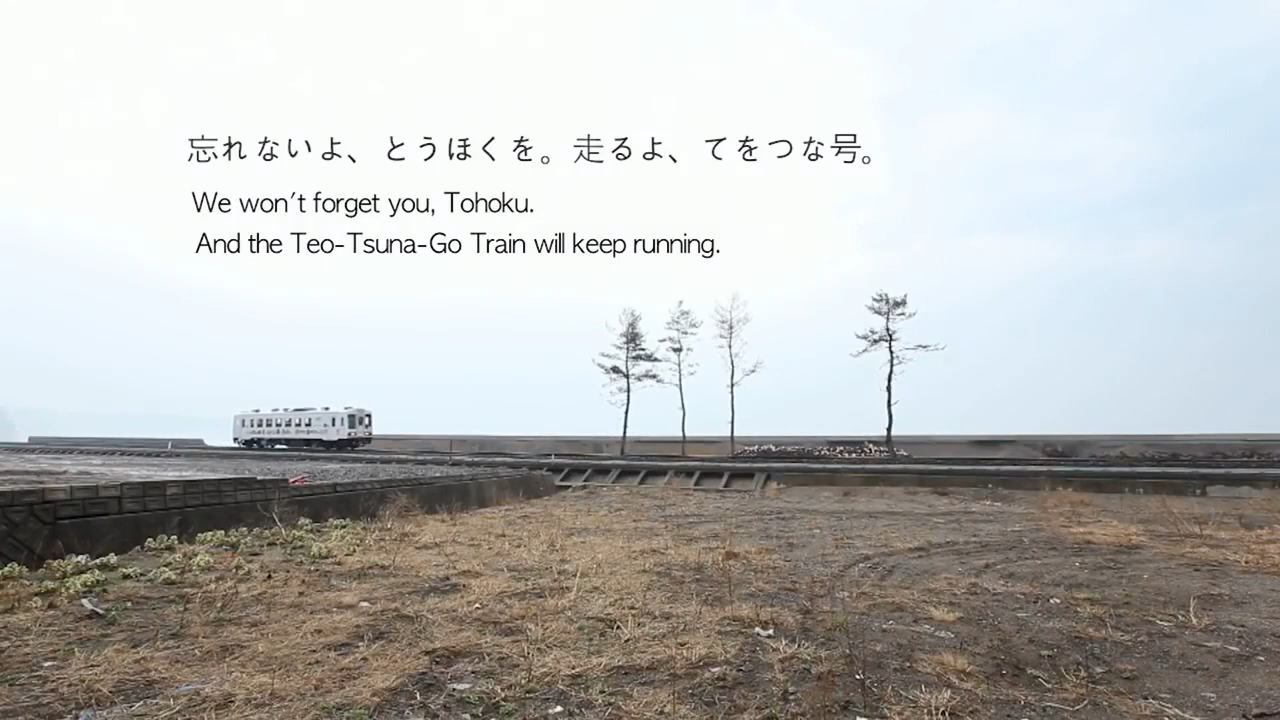 忘れないよ、とうほくを。走るよ、てをつな号。
We won't forget you, Tohoku.
And the Teo-Tsuna-Go Train will keep running.